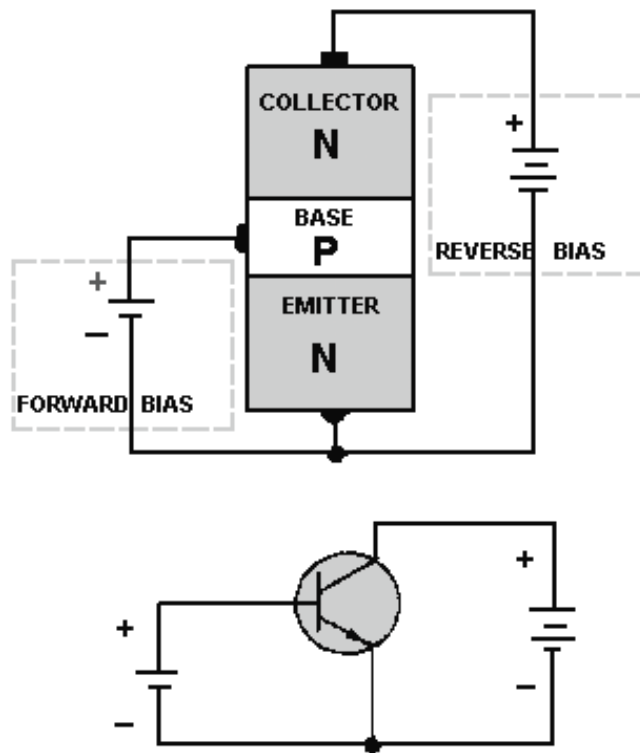 COLLECTOR
N
+
BASE
P
REVERSE BIAS
+
−
EMITTER
N
FORWARD BIAS
+
+
−
−